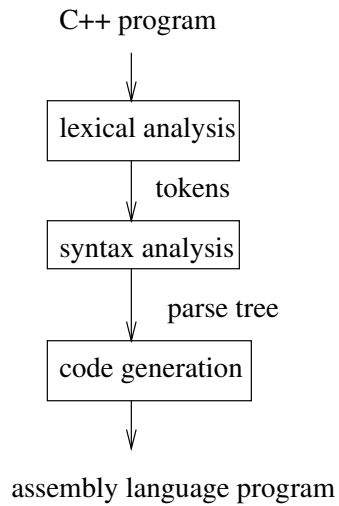 C++ program
lexical analysis
tokens
syntax analysis
parse tree
code generation
assembly language program